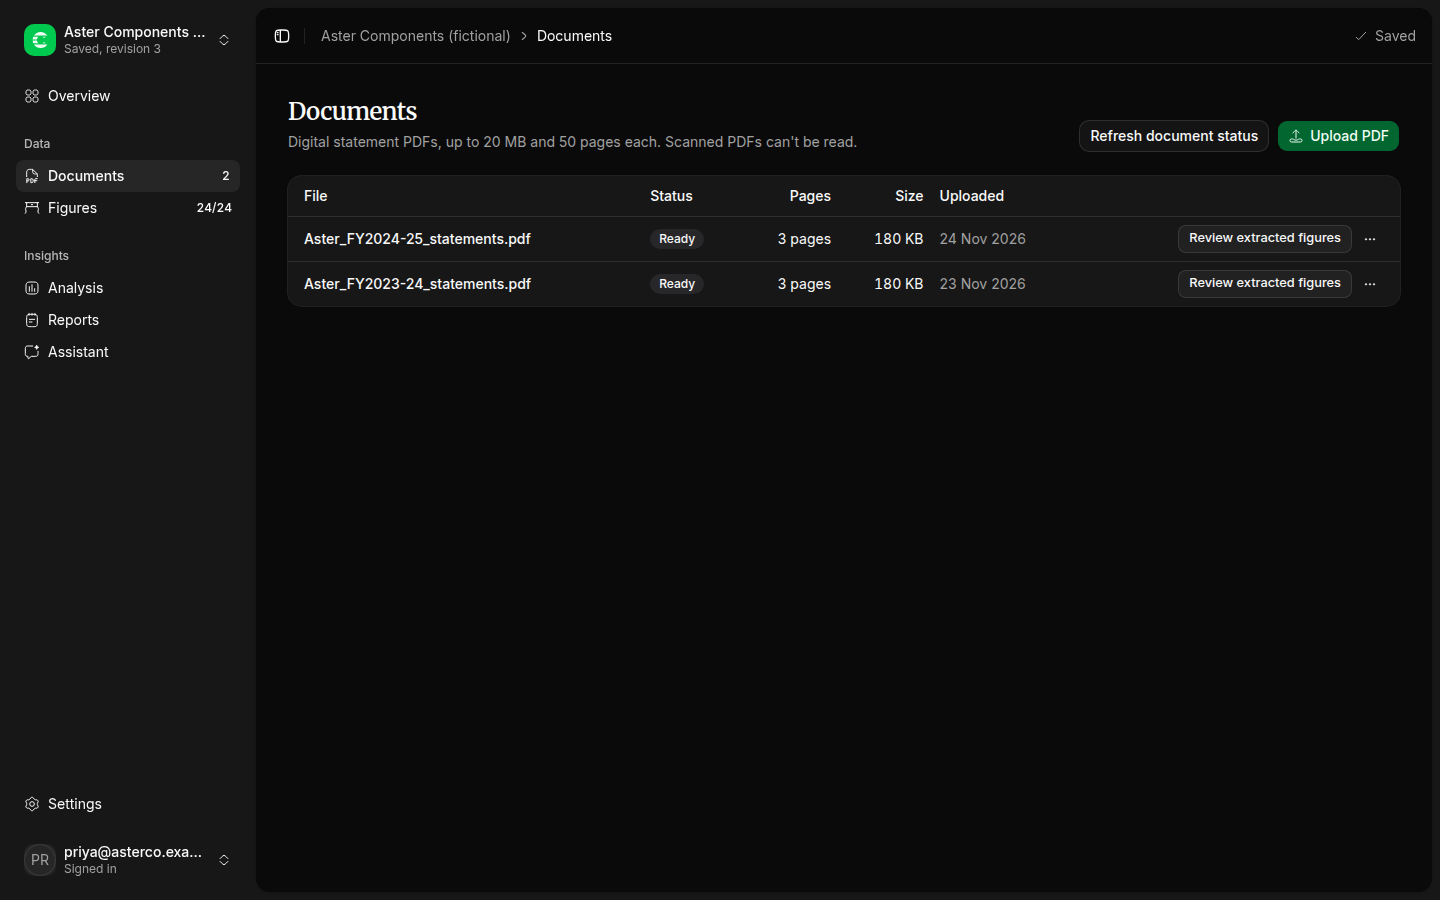 Aster Components ...
Saved, revision 3
Overview
Data
Documents 2
Figures 24/24
Insights
Analysis
Reports
Assistant
Settings
PR
priya@asterco.exa...
Signed in
Aster Components (fictional) > Documents
Saved
Documents
Digital statement PDFs, up to 20 MB and 50 pages each. Scanned PDFs can't be read.
Refresh document status
Upload PDF
File Status Pages Size Uploaded
Aster_FY2024-25_statements.pdf Ready 3 pages 180 KB 24 Nov 2026 Review extracted figures ...
Aster_FY2023-24_statements.pdf Ready 3 pages 180 KB 23 Nov 2026 Review extracted figures ...